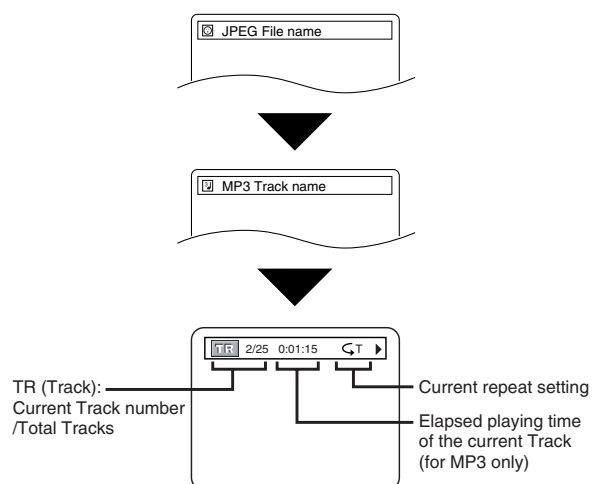 JPEG File name
MP3 Track name
TR 2/25 0:01:15 T
TR (Track):
Current Track number
/Total Tracks
Current repeat setting
Elapsed playing time
of the current Track
(for MP3 only)